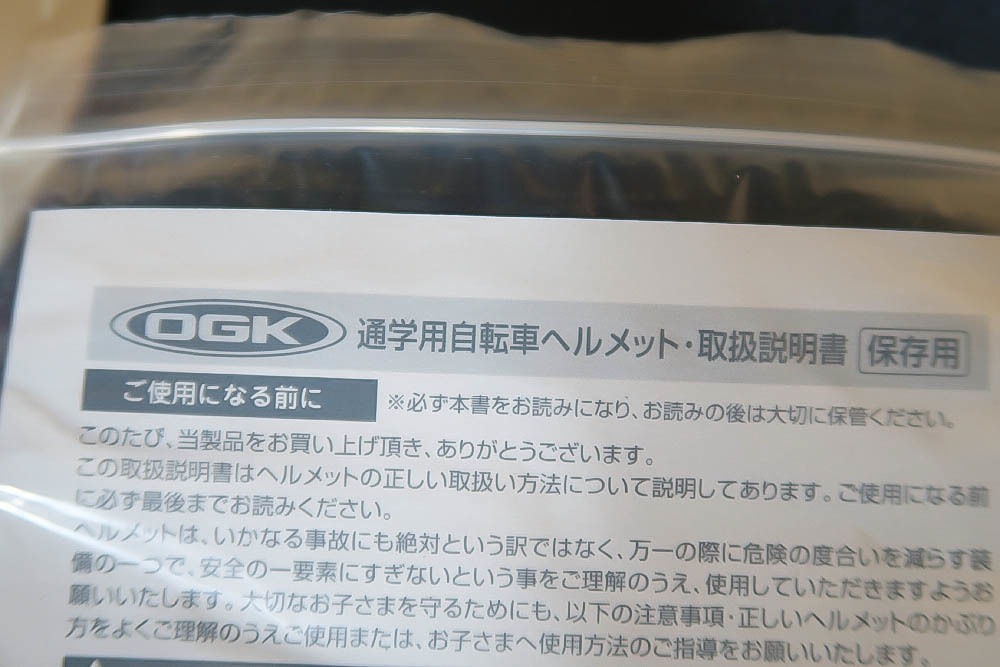 OGK 通学用自転車ヘルメット・取扱説明書 保存用
ご使用になる前に ※必ず本書をお読みになり、お読みの後は大切に保管ください。
このたび、当製品をお買い上げ頂き、ありがとうございます。
この取扱説明書はヘルメットの正しい取扱い方法について説明してあります。ご使用になる前
に必ず最後までお読みください。
ヘルメットは、いかなる事故にも絶対という訳ではなく、万一の際に危険の度合いを減らす装
備の一つで、安全の一要素にすぎないという事をご理解のうえ、使用していただきますようお
願いいたします。大切なお子さまを守るためにも、以下の注意事項・正しいヘルメットのかぶり
方をよくご理解のうえご使用または、お子さまへ使用方法のご指導をお願いいたします。